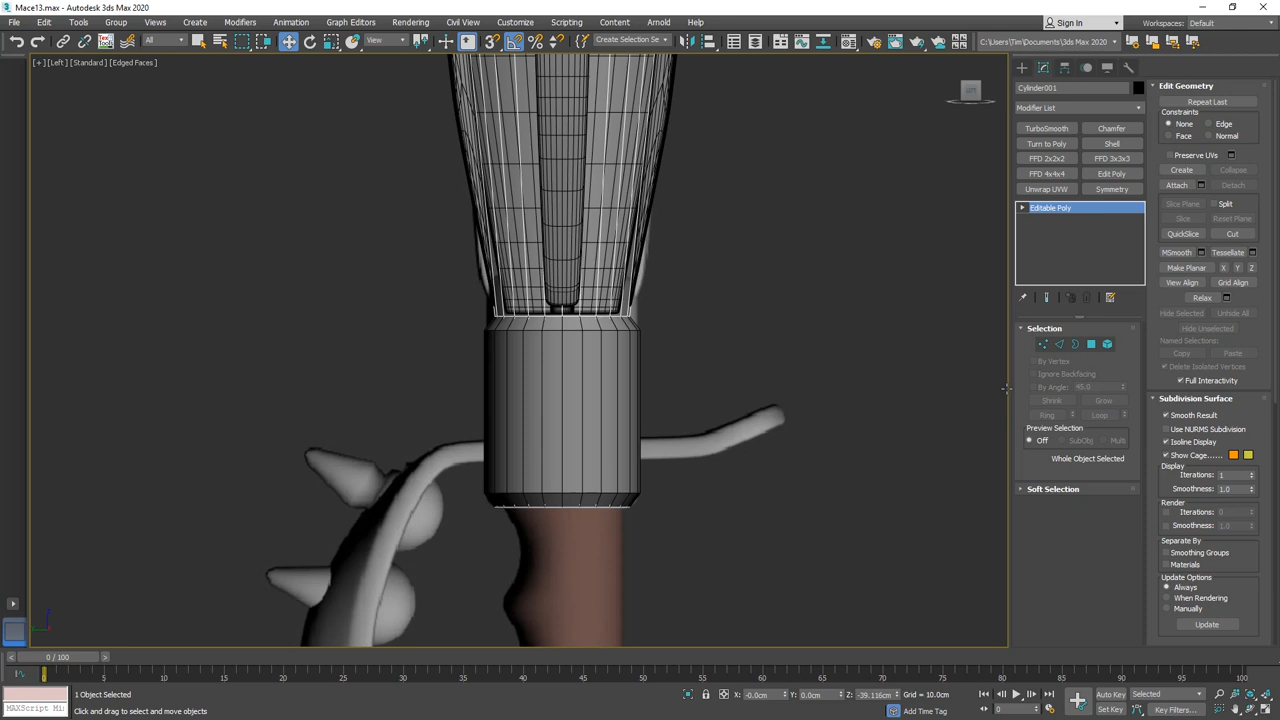 Mace13.max - Autodesk 3ds Max 2020
File Edit Tools Group Views Create Modifiers Animation Graph Editors Rendering Civil View Customize Scripting Content Arnold Help
Sign In Workspaces: Default
All View Create Selection Se C:\Users\Tim\Documents\3ds Max 2020
[+] [Left] [Standard] [Edged Faces]
Cylinder001
Modifier List
TurboSmooth Chamfer
Turn to Poly Shell
FFD 2x2x2 FFD 3x3x3
FFD 4x4x4 Edit Poly
Unwrap UVW Symmetry
Editable Poly
Selection
By Vertex
Ignore Backfacing
By Angle: 45.0
Shrink Grow
Ring Loop
Preview Selection
Off SubObj Multi
Whole Object Selected
Soft Selection
Edit Geometry
Repeat Last
Constraints
None Edge
Face Normal
Preserve UVs
Create Collapse
Attach Detach
Slice Plane Split
Slice Reset Plane
QuickSlice Cut
MSmooth Tessellate
Make Planar X Y Z
View Align Grid Align
Relax
Hide Selected Unhide All
Hide Unselected
Named Selections:
Copy Paste
Delete Isolated Vertices
Full Interactivity
Subdivision Surface
Smooth Result
Use NURMS Subdivision
Isoline Display
Show Cage......
Display
Iterations: 1
Smoothness: 1.0
Render
Iterations: 0
Smoothness: 1.0
Separate By
Smoothing Groups
Materials
Update Options
Always
When Rendering
Manually
Update
< 0 / 100 >
5 10 15 20 25 30 35 40 45 50 55 60 65 70 75 80 85 90 95 100
1 Object Selected
X: -0.0cm Y: 0.0cm Z: -39.116cm Grid = 10.0cm
Auto Key Selected
MAXScript Mi
Click and drag to select and move objects
Add Time Tag
0
Set Key Key Filters...